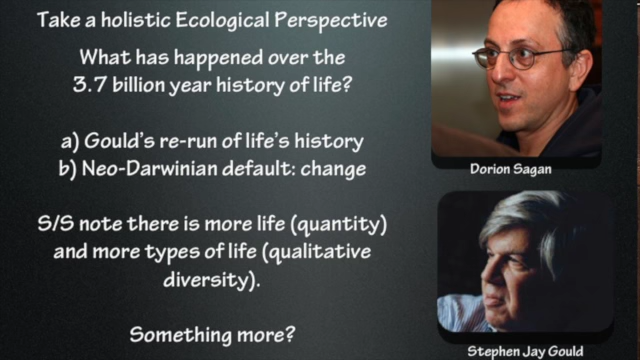 Take a holistic Ecological Perspective
What has happened over the
3.7 billion year history of life?
a) Gould's re-run of life's history
b) Neo-Darwinian default: change
S/S note there is more life (quantity)
and more types of life (qualitative
diversity).
Something more?
Dorion Sagan
Stephen Jay Gould